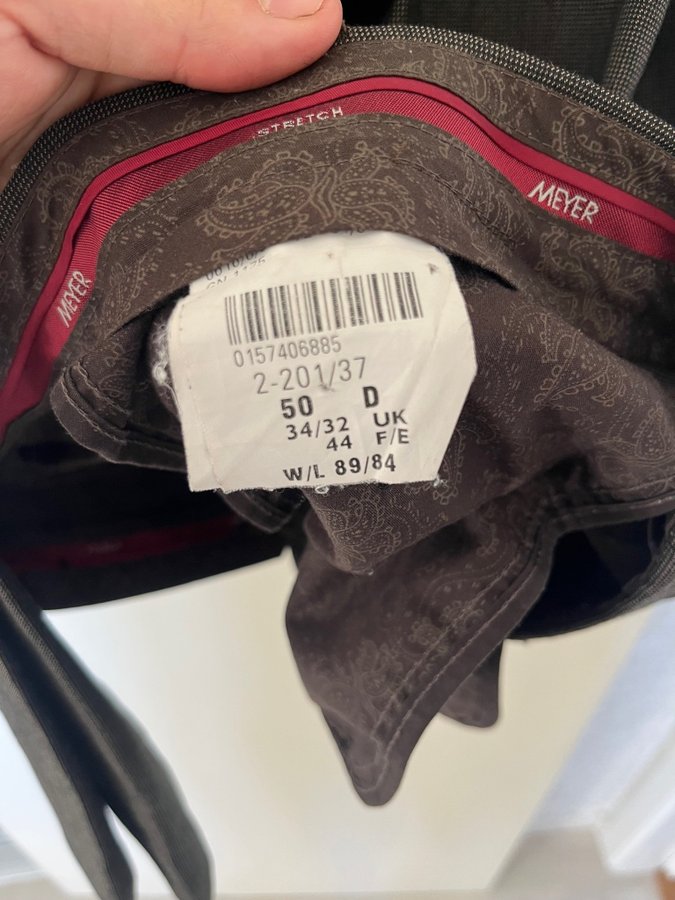 STRETCH
MEYER
MEYER
0157406885
2-201/37
50 D
34/32 UK
44 F/E
W/L 89/84